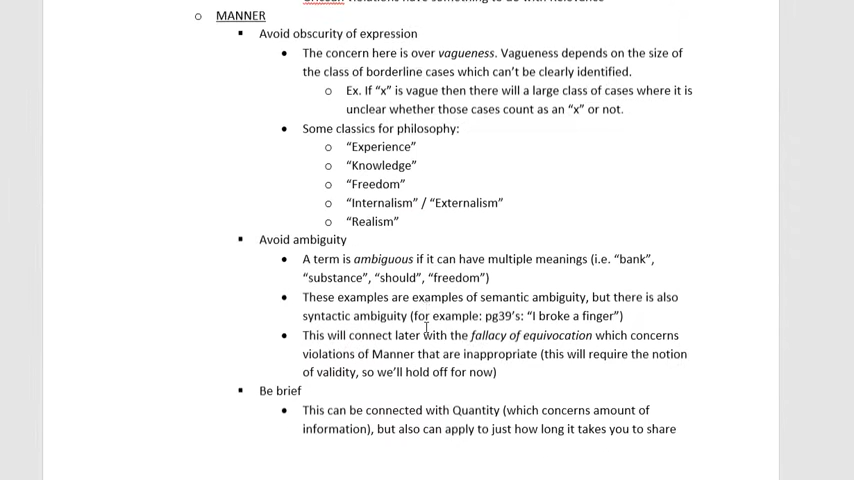 MANNER
Avoid obscurity of expression
The concern here is over vagueness. Vagueness depends on the size of
the class of borderline cases which can’t be clearly identified.
Ex. If “x” is vague then there will a large class of cases where it is
unclear whether those cases count as an “x” or not.
Some classics for philosophy:
“Experience”
“Knowledge”
“Freedom”
“Internalism” / “Externalism”
“Realism”
Avoid ambiguity
A term is ambiguous if it can have multiple meanings (i.e. “bank”,
“substance”, “should”, “freedom”)
These examples are examples of semantic ambiguity, but there is also
syntactic ambiguity (for example: pg39’s: “I broke a finger”)
This will connect later with the fallacy of equivocation which concerns
violations of Manner that are inappropriate (this will require the notion
of validity, so we’ll hold off for now)
Be brief
This can be connected with Quantity (which concerns amount of
information), but also can apply to just how long it takes you to share